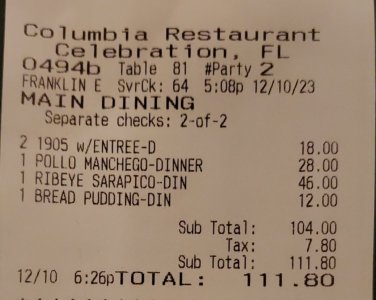 Columbia Restaurant
Celebration, FL
0494b Table 81 #Party 2
FRANKLIN E SvrCk: 64 5:08p 12/10/23
MAIN DINING
Separate checks: 2-of-2
2 1905 w/ENTREE-D 18.00
1 POLLO MANCHEGO-DINNER 28.00
1 RIBEYE SARAPICO-DIN 46.00
1 BREAD PUDDING-DIN 12.00
Sub Total: 104.00
Tax: 7.80
Sub Total: 111.80
12/10 6:26pTOTAL: 111.80